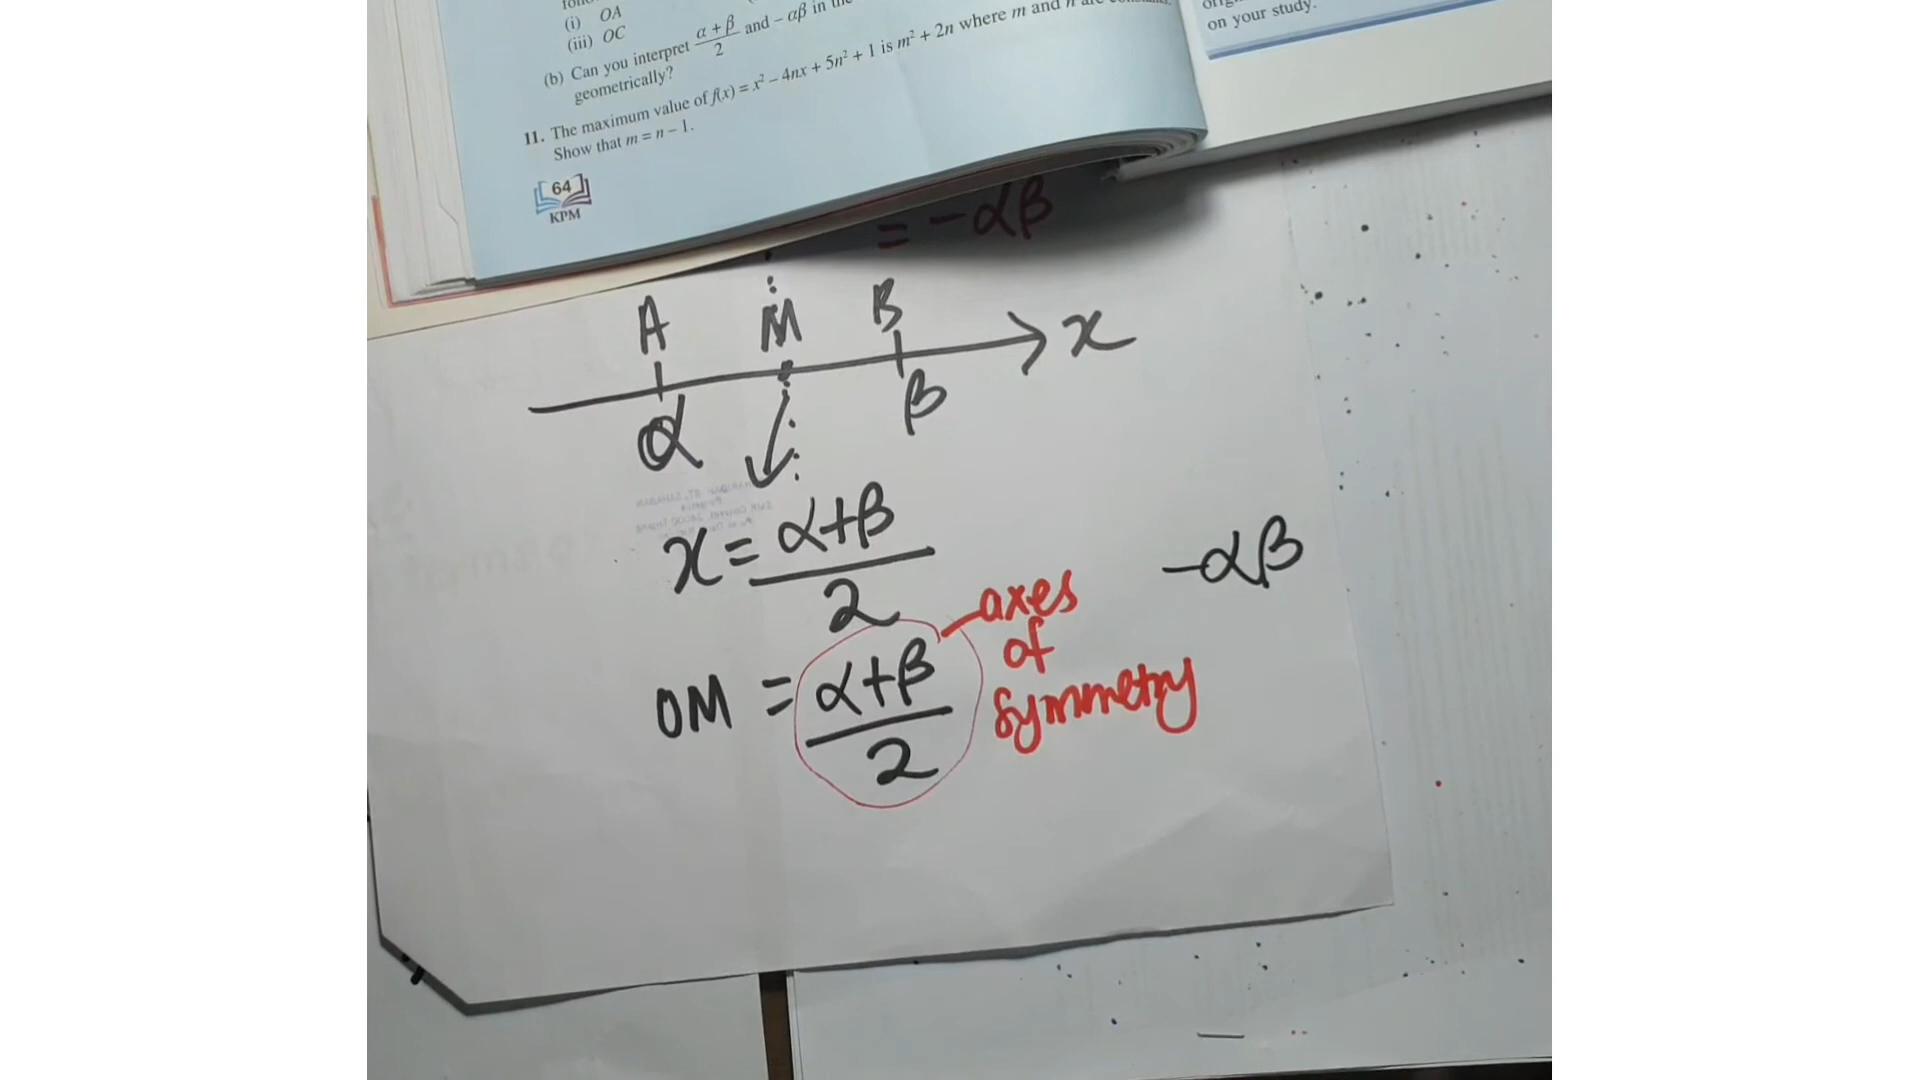 (i) OA
(iii) OC
(b) Can you interpret α + β / 2 and – αβ in the
geometrically?
11. The maximum value of f(x) = x² – 4nx + 5n² + 1 is m² + 2n where m and n are
Show that m = n – 1.
64
KPM
on your study.
= -αβ
A M B
x
α β
x = α+β / 2
-αβ
OM = α+β / 2
axes
of
symmetry